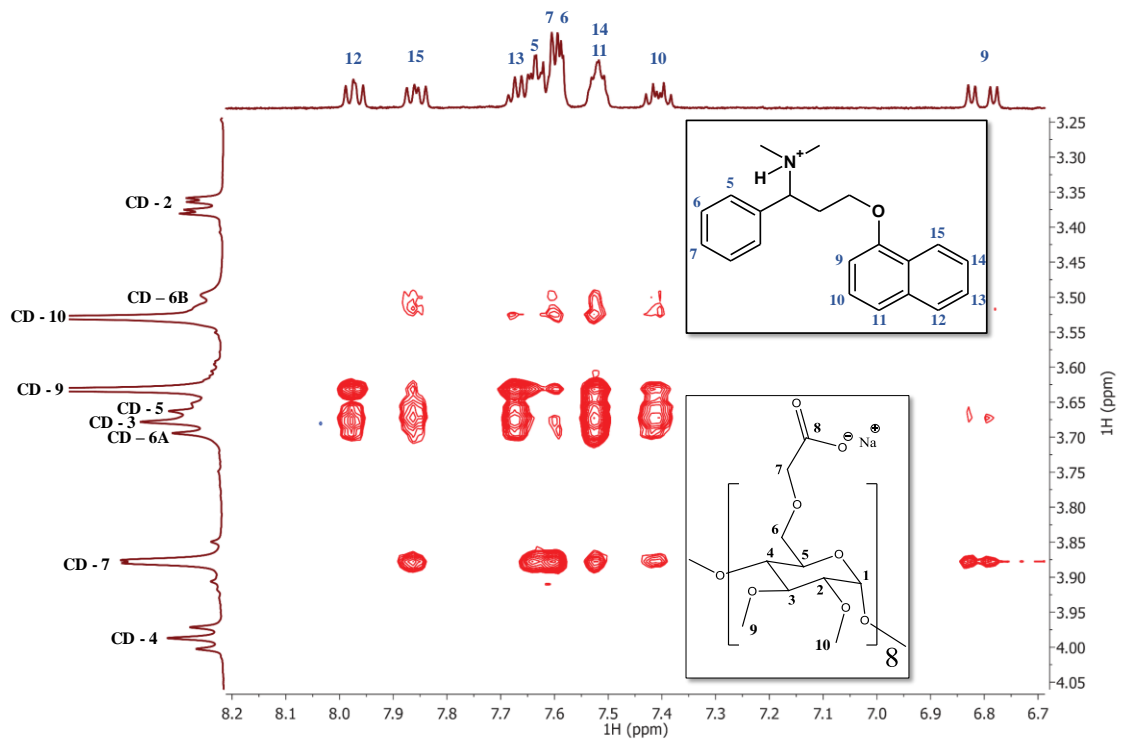 7 6
14
12 15 13 5 11 10 9
3.25
3.30
3.35
3.40
3.45
3.50
3.55
3.60
3.65
3.70
3.75
3.80
3.85
3.90
3.95
4.00
4.05
1H (ppm)
CD - 2
CD – 6B
CD - 10
CD - 9
CD - 5
CD - 3
CD – 6A
CD - 7
CD - 4
N+
H
5
6
7
O
15
9
14
10
13
11
12
O
8
O⊖ Na⊕
7
O
6
5
4
O
O
1
2
3
O
O
O
9
10
8
8.2 8.1 8.0 7.9 7.8 7.7 7.6 7.5 7.4 7.3 7.2 7.1 7.0 6.9 6.8 6.7
1H (ppm)